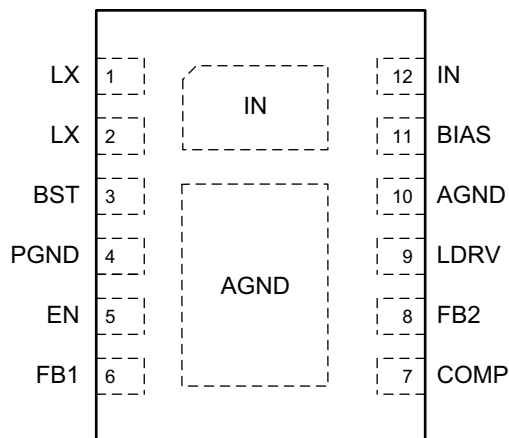 LX 1 IN 12 IN
LX 2 11 BIAS
BST 3 10 AGND
PGND 4 AGND 9 LDRV
EN 5 8 FB2
FB1 6 7 COMP